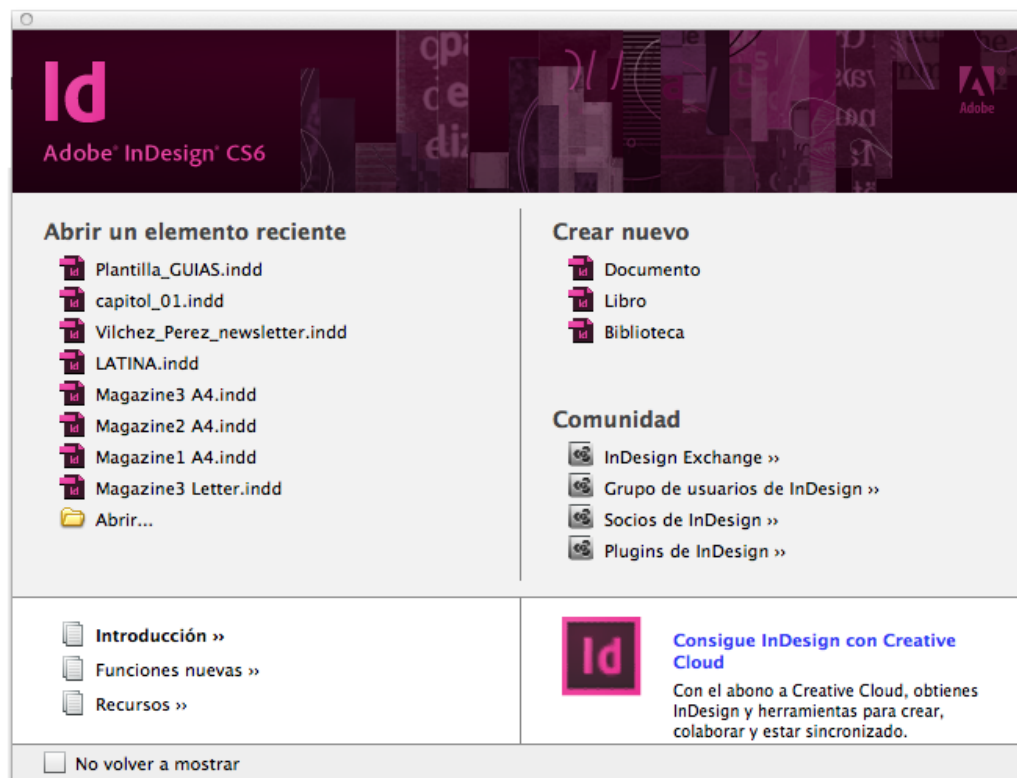 Id
Adobe
Adobe® InDesign® CS6
Abrir un elemento reciente
Plantilla_GUIAS.indd
capitol_01.indd
Vilchez_Perez_newsletter.indd
LATINA.indd
Magazine3 A4.indd
Magazine2 A4.indd
Magazine1 A4.indd
Magazine3 Letter.indd
Abrir...
Crear nuevo
Documento
Libro
Biblioteca
Comunidad
InDesign Exchange ››
Grupo de usuarios de InDesign ››
Socios de InDesign ››
Plugins de InDesign ››
Introducción ››
Funciones nuevas ››
Recursos ››
Id
Consigue InDesign con Creative
Cloud
Con el abono a Creative Cloud, obtienes
InDesign y herramientas para crear,
colaborar y estar sincronizado.
No volver a mostrar